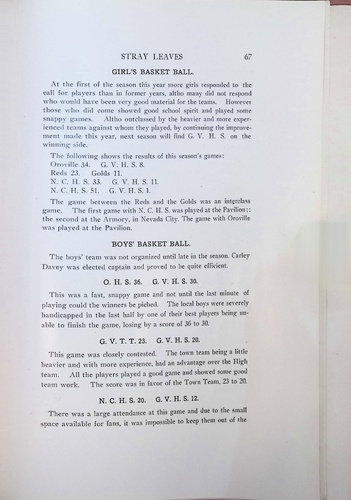 STRAY LEAVES 67
GIRL'S BASKET BALL.
At the first of the season this year more girls responded to the
call for players than in former years, altho many did not respond
who would have been very good material for the teams. However
those who did come showed good school spirit and played some
snappy games. Altho outclassed by the heavier and more exper-
ienced teams against whom they played, by continuing the improve-
ment made this year, next season will find G. V. H. S. on the
winning side.
The following shows the results of this season's games:
Oroville 34. G. V. H. S. 8.
Reds 23. Golds 11.
N. C. H. S. 33. G. V. H. S. 11.
N. C. H. S. 51. G. V. H. S. 1.
The game between the Reds and the Golds was an interclass
game. The first game with N. C. H. S. was played at the Pavilion::
the second at the Armory, in Nevada City. The game with Oroville
was played at the Pavilion.
BOYS' BASKET BALL.
The boys' team was not organized until late in the season. Carley
Davey was elected captain and proved to be quite efficient.
O. H. S. 36. G. V. H. S. 30.
This was a fast, snappy game and not until the last minute of
playing could the winners be picked. The local boys were severely
handicapped in the last half by one of their best players being un-
able to finish the game, losing by a score of 36 to 30.
G. V. T. T. 23. G. V. H. S. 20.
This game was closely contested. The town team being a little
heavier and with more experience, had an advantage over the High
team. All the players played a good game and showed some good
team work. The score was in favor of the Town Team, 23 to 20.
N. C. H. S. 20. G. V. H. S. 12.
There was a large attendance at this game and due to the small
space available for fans, it was impossible to keep them out of the